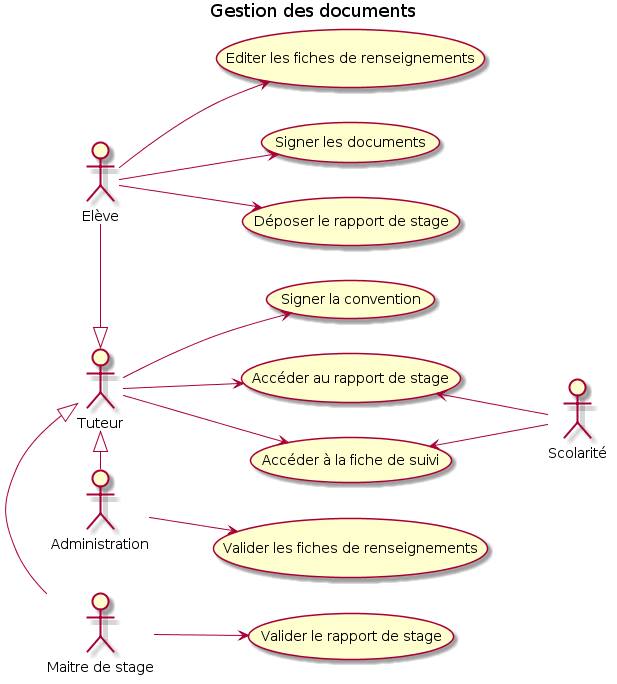 Gestion des documents
Editer les fiches de renseignements
Signer les documents
Elève
Déposer le rapport de stage
Signer la convention
Accéder au rapport de stage
Tuteur
Scolarité
Accéder à la fiche de suivi
Administration
Valider les fiches de renseignements
Valider le rapport de stage
Maitre de stage